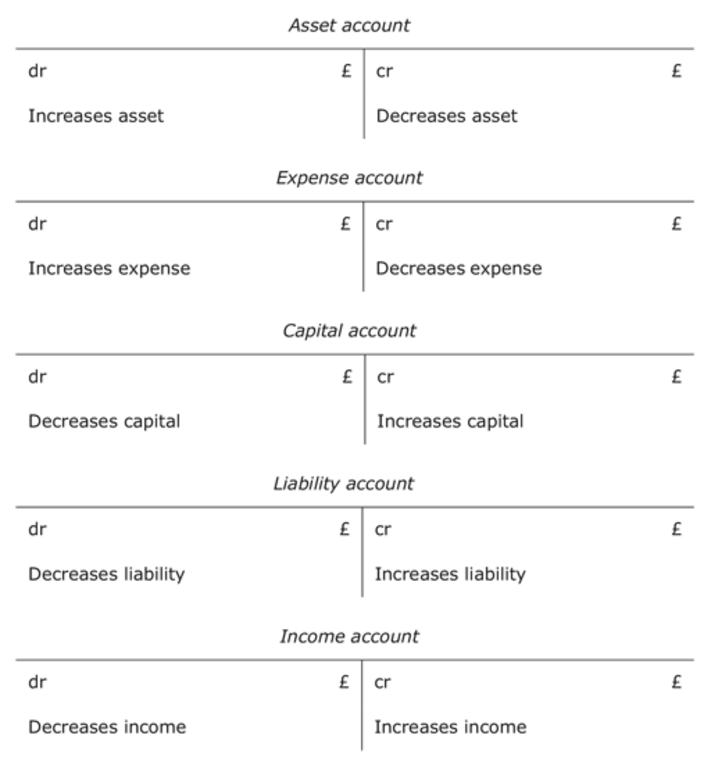 Asset account
dr £ cr £
Increases asset Decreases asset
Expense account
dr £ cr £
Increases expense Decreases expense
Capital account
dr £ cr £
Decreases capital Increases capital
Liability account
dr £ cr £
Decreases liability Increases liability
Income account
dr £ cr £
Decreases income Increases income